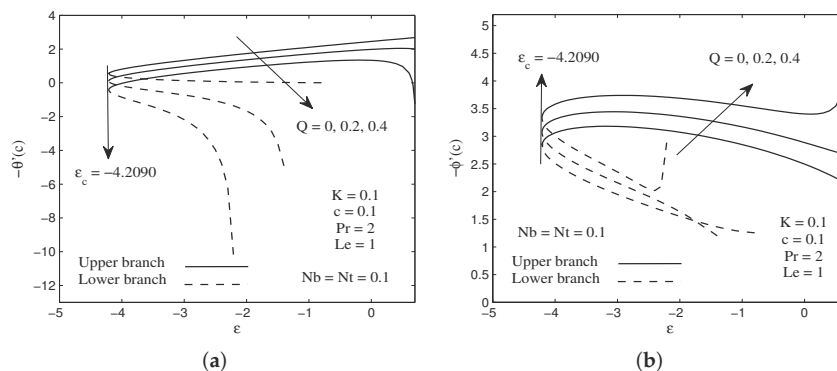 4
2
0
−2
−4
−6
−8
−10
−12
−5
−4
−3
−2
−1
0
−θ'(c)
ε
ε_c = −4.2090
Q = 0, 0.2, 0.4
K = 0.1
c = 0.1
Pr = 2
Le = 1
Nb = Nt = 0.1
Upper branch
Lower branch
(a)
5
4.5
4
3.5
3
2.5
2
1.5
1
0.5
0
−5
−4
−3
−2
−1
0
−ϕ'(c)
ε
ε_c = −4.2090
Q = 0, 0.2, 0.4
Nb = Nt = 0.1
K = 0.1
c = 0.1
Pr = 2
Le = 1
Upper branch
Lower branch
(b)